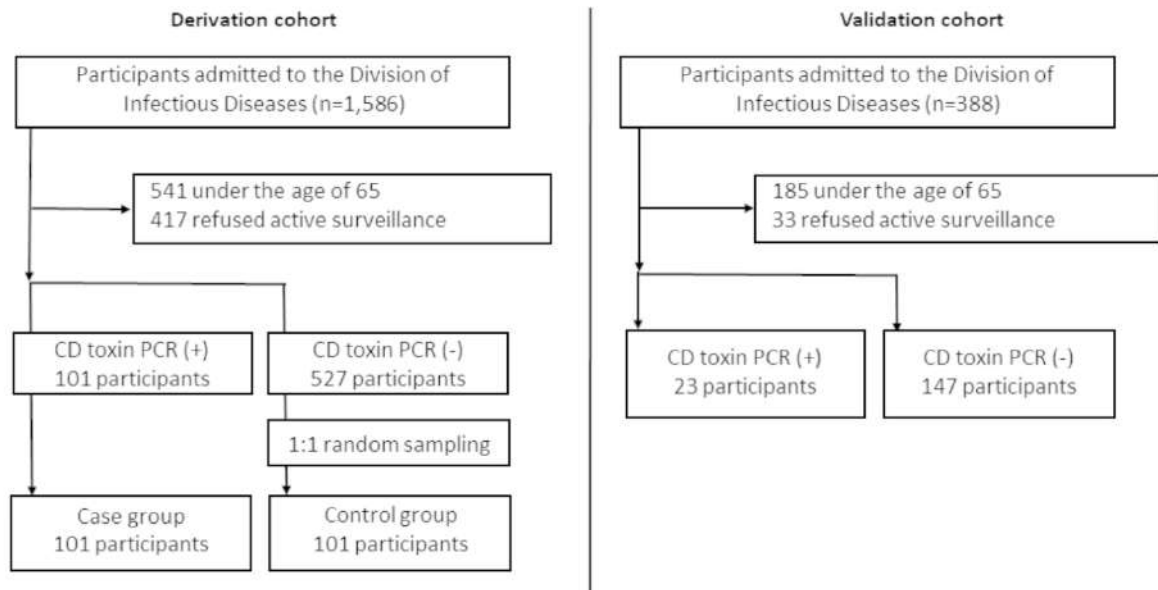 Derivation cohort
Participants admitted to the Division of
Infectious Diseases (n=1,586)
541 under the age of 65
417 refused active surveillance
CD toxin PCR (+)
101 participants
CD toxin PCR (-)
527 participants
1:1 random sampling
Case group
101 participants
Control group
101 participants
Validation cohort
Participants admitted to the Division of
Infectious Diseases (n=388)
185 under the age of 65
33 refused active surveillance
CD toxin PCR (+)
23 participants
CD toxin PCR (-)
147 participants